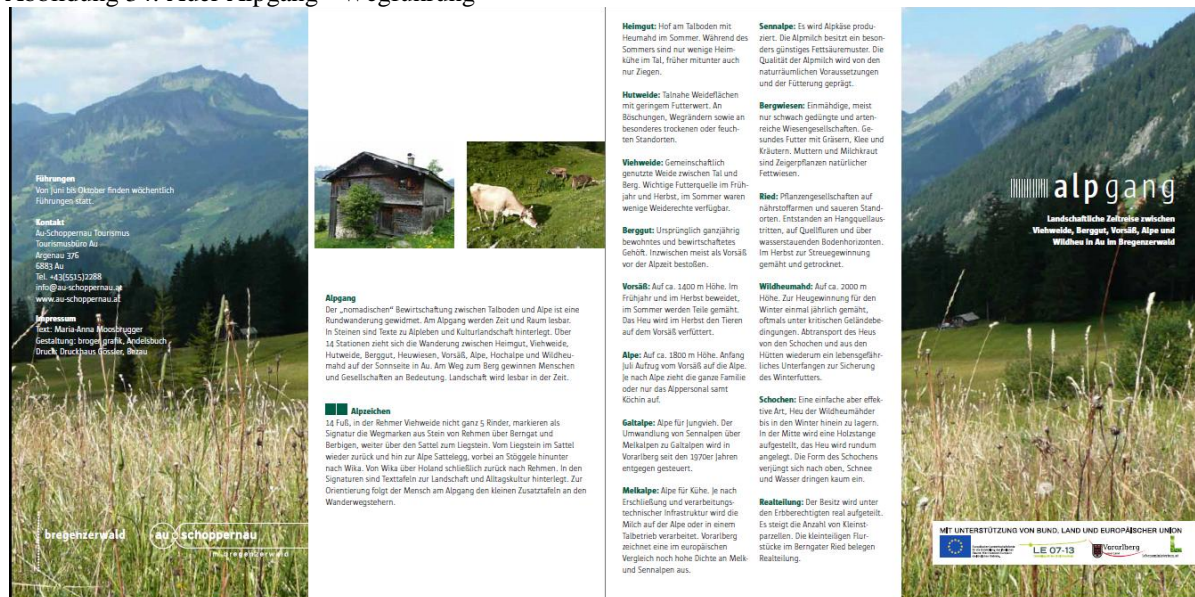 Auer Alpgang – Wegführung
Führungen
Von Juni bis Oktober finden wöchentlich
Führungen statt.
Kontakt
Au-Schoppernau Tourismus
Tourismusbüro Au
Argenau 376
6883 Au
Tel. +43(5515)2288
info@au-schoppernau.at
www.au-schoppernau.at
Impressum
Text: Maria-Anna Moosbrugger
Gestaltung: broger grafik, Andelsbuch
Druck: Druckhaus Gössler, Bezau
bregenzerwald
au schoppernau
im bregenzerwald
Alpgang
Der „nomadischen“ Bewirtschaftung zwischen Talboden und Alpe ist eine
Rundwanderung gewidmet. Am Alpgang werden Zeit und Raum lesbar.
In Steinen sind Texte zu Alpleben und Kulturlandschaft hinterlegt. Über
14 Stationen zieht sich die Wanderung zwischen Heimgut, Viehweide,
Hutweide, Berggut, Heuwiesen, Vorsäß, Alpe, Hochalpe und Wildheu-
mahd auf der Sonnseite in Au. Am Weg zum Berg gewinnen Menschen
und Gesellschaften an Bedeutung. Landschaft wird lesbar in der Zeit.
Alpzeichen
14 Fuß, in der Rehmer Viehweide nicht ganz 5 Rinder, markieren als
Signatur die Wegmarken aus Stein von Rehmen über Berngat und
Berbigen, weiter über den Sattel zum Liegstein. Vom Liegstein im Sattel
wieder zurück und hin zur Alpe Sattelegg, vorbei an Stöggele hinunter
nach Wika. Von Wika über Holand schließlich zurück nach Rehmen. In den
Signaturen sind Texttafeln zur Landschaft und Alltagskultur hinterlegt. Zur
Orientierung folgt der Mensch am Alpgang den kleinen Zusatztafeln an den
Wanderwegstehern.
Heimgut: Hof am Talboden mit
Heumahd im Sommer. Während des
Sommers sind nur wenige Heim-
kühe im Tal, früher mitunter auch
nur Ziegen.
Hutweide: Talnahe Weideflächen
mit geringem Futterwert. An
Böschungen, Wegrändern sowie an
besonderes trockenen oder feuch-
ten Standorten.
Viehweide: Gemeinschaftlich
genutzte Weide zwischen Tal und
Berg. Wichtige Futterquelle im Früh-
jahr und Herbst, im Sommer waren
wenige Weiderechte verfügbar.
Berggut: Ursprünglich ganzjährig
bewohntes und bewirtschaftetes
Gehöft. Inzwischen meist als Vorsäß
vor der Alpzeit bestoßen.
Vorsäß: Auf ca. 1400 m Höhe. Im
Frühjahr und im Herbst beweidet,
im Sommer werden Teile gemäht.
Das Heu wird im Herbst den Tieren
auf dem Vorsäß verfüttert.
Alpe: Auf ca. 1800 m Höhe. Anfang
Juli Aufzug vom Vorsäß auf die Alpe.
Je nach Alpe zieht die ganze Familie
oder nur das Alppersonal samt
Köchin auf.
Galtalpe: Alpe für Jungvieh. Der
Umwandlung von Sennalpen über
Melkalpen zu Galtalpen wird in
Vorarlberg seit den 1970er Jahren
entgegen gesteuert.
Melkalpe: Alpe für Kühe. Je nach
Erschließung und verarbeitungs-
technischer Infrastruktur wird die
Milch auf der Alpe oder in einem
Talbetrieb verarbeitet. Vorarlberg
zeichnet eine im europäischen
Vergleich noch hohe Dichte an Melk-
und Sennalpen aus.
Sennalpe: Es wird Alpkäse produ-
ziert. Die Alpmilch besitzt ein beson-
ders günstiges Fettsäuremuster. Die
Qualität der Alpmilch wird von den
naturräumlichen Voraussetzungen
und der Fütterung geprägt.
Bergwiesen: Einmähdige, meist
nur schwach gedüngte und arten-
reiche Wiesengesellschaften. Ge-
sundes Futter mit Gräsern, Klee und
Kräutern. Muttern und Milchkraut
sind Zeigerpflanzen natürlicher
Fettwiesen.
Ried: Pflanzengesellschaften auf
nährstoffarmen und saueren Stand-
orten. Entstanden an Hangquellaus-
tritten, auf Quellfluren und über
wasserstauenden Bodenhorizonten.
Im Herbst zur Streuegewinnung
gemäht und getrocknet.
Wildheumahd: Auf ca. 2000 m
Höhe. Zur Heugewinnung für den
Winter einmal jährlich gemäht,
oftmals unter kritischen Geländebe-
dingungen. Abtransport des Heus
von den Schochen und aus den
Hütten wiederum ein lebensgefähr-
liches Unterfangen zur Sicherung
des Winterfutters.
Schochen: Eine einfache aber effek-
tive Art, Heu der Wildheumähder
bis in den Winter hinein zu lagern.
In der Mitte wird eine Holzstange
aufgestellt, das Heu wird rundum
angelegt. Die Form des Schochens
verjüngt sich nach oben, Schnee
und Wasser dringen kaum ein.
Realteilung: Der Besitz wird unter
den Erbberechtigten real aufgeteilt.
Es steigt die Anzahl von Kleinst-
parzellen. Die kleinteiligen Flur-
stücke im Berngater Ried belegen
Realteilung.
alpgang
Landschaftliche Zeitreise zwischen
Viehweide, Berggut, Vorsäß, Alpe und
Wildheu in Au im Bregenzerwald
MIT UNTERSTÜTZUNG VON BUND, LAND UND EUROPÄISCHER UNION
LE 07-13
Vorarlberg